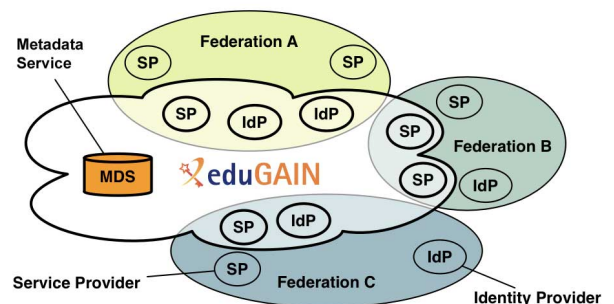 Metadata
Service
Federation A
SP
SP
SP
IdP
IdP
SP
SP
Federation B
MDS
eduGAIN
SP
IdP
SP
IdP
SP
IdP
Service Provider
Federation C
Identity Provider